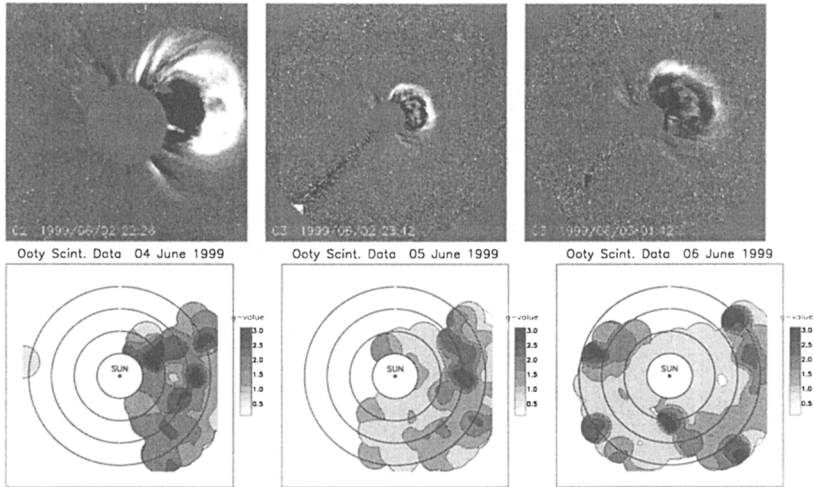 C2 1999/06/02 22:26
C3 1999/06/02 23:42
C3 1999/06/03 01:42
Ooty Scint. Data 04 June 1999
Ooty Scint. Data 05 June 1999
Ooty Scint. Data 06 June 1999
g-value
3.0
2.5
2.0
1.5
1.0
0.5
SUN
g-value
3.0
2.5
2.0
1.5
1.0
0.5
SUN
g-value
3.0
2.5
2.0
1.5
1.0
0.5
SUN